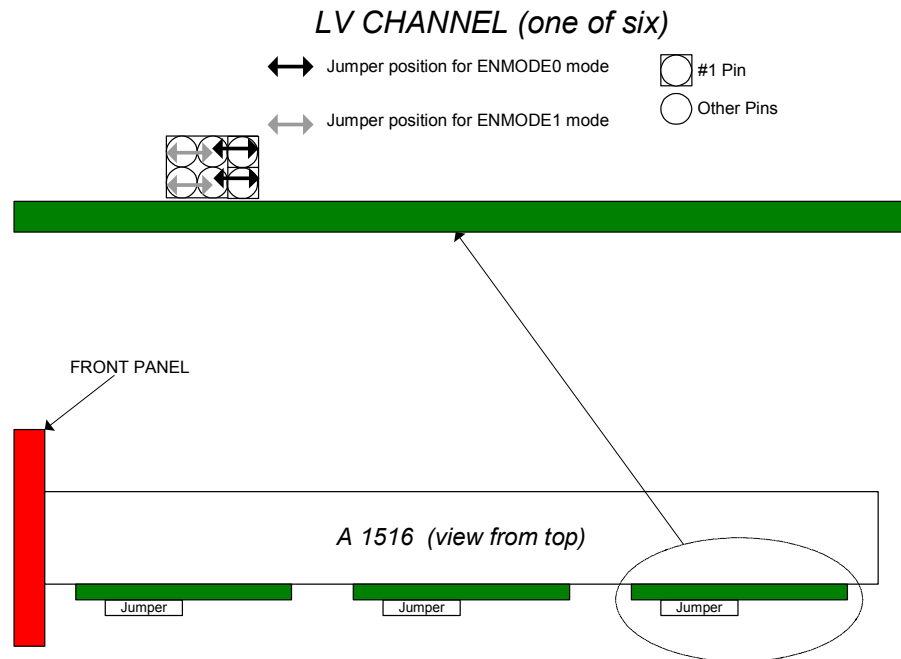 LV CHANNEL (one of six)
Jumper position for ENMODE0 mode
#1 Pin
Other Pins
Jumper position for ENMODE1 mode
FRONT PANEL
A 1516 (view from top)
Jumper
Jumper
Jumper